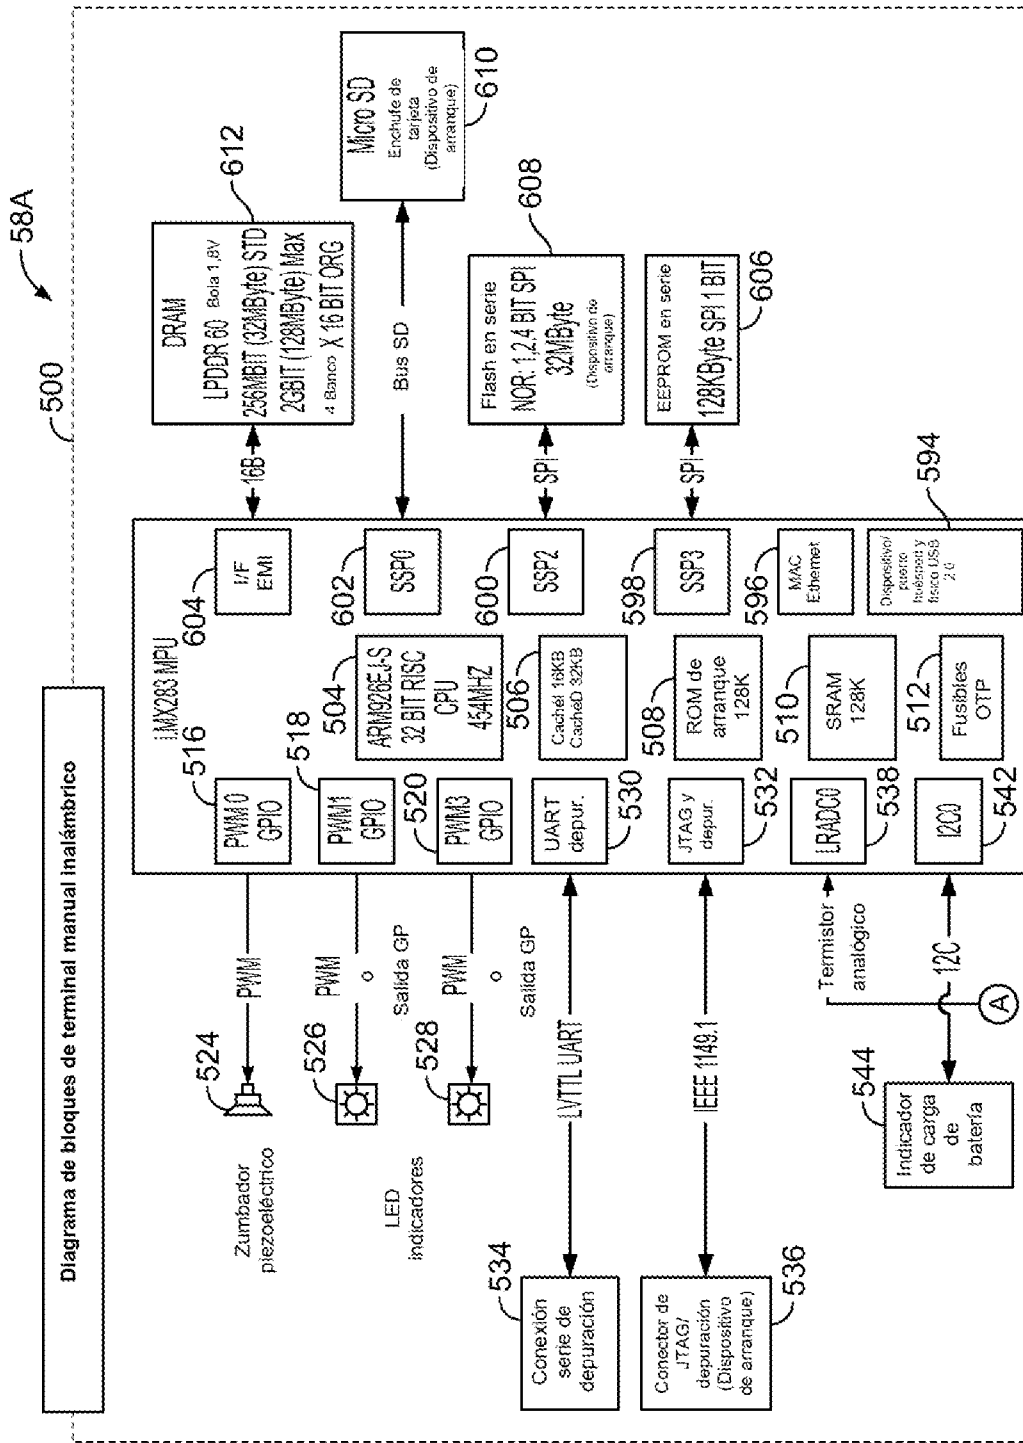 Diagrama de bloques de terminal manual inalámbrico
500
58A
LMX283 MPU
524
Zumbador
piezoeléctrico
PWM
516
PWM 0
GPIO
604
I/F
EMI
16B
612
DRAM
LPDDR 60 Bola 1,8V
256MBIT (32MByte) STD
2GBIT (128MByte) Max
4 Banco X 16 BIT ORG
526
PWM
o
Salida GP
518
PWM1
GPIO
LED
indicadores
528
PWM
o
Salida GP
520
PWM3
GPIO
504
ARM926EJ-S
32 BIT RISC
CPU
454MHZ
602
SSP0
Bus SD
Micro SD
Enchufe de
tarjeta
(Dispositivo de
arranque)
610
534
Conexión
serie de
depuración
LVTTL UART
UART
depur.
530
506
CachéI 16KB
CacheD 32KB
600
SSP2
SPI
Flash en serie
NOR: 1,2,4 BIT SPI
32MByte
(Dispositivo de
arranque)
608
Conector de
JTAG/
depuración
(Dispositivo
de arranque)
536
IEEE 1149.1
JTAG y
depur.
532
508
ROM de
arranque
128K
598
SSP3
SPI
EEPROM en serie
128KByte SPI 1 BIT
606
Termistor
analógico
A
LRADC0
538
510
SRAM
128K
596
MAC
Ethernet
544
Indicador
de carga
de
batería
12C
I2C0
542
512
Fusibles
OTP
594
Dispositivo/
puerto
huésped y
físico USB
2.0